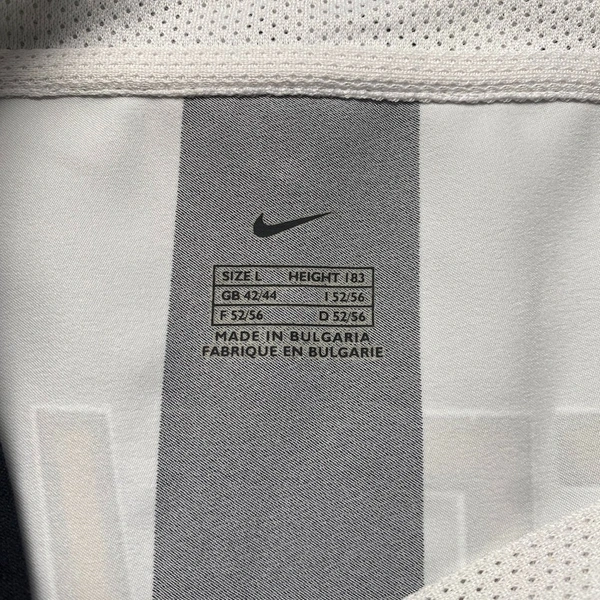 SIZE L HEIGHT 183
GB 42/44 I 52/56
F 52/56 D 52/56
MADE IN BULGARIA
FABRIQUE EN BULGARIE